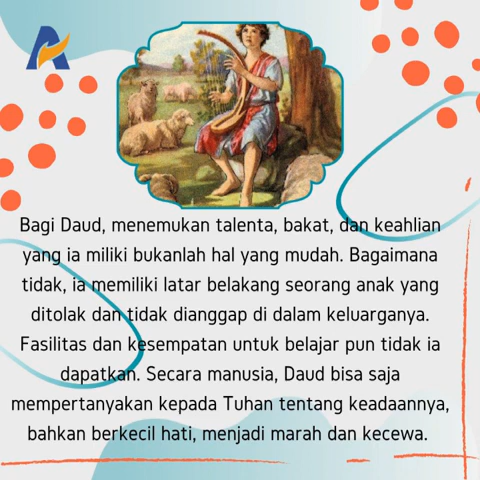 Bagi Daud, menemukan talenta, bakat, dan keahlian
yang ia miliki bukanlah hal yang mudah. Bagaimana
tidak, ia memiliki latar belakang seorang anak yang
ditolak dan tidak dianggap di dalam keluarganya.
Fasilitas dan kesempatan untuk belajar pun tidak ia
dapatkan. Secara manusia, Daud bisa saja
mempertanyakan kepada Tuhan tentang keadaannya,
bahkan berkecil hati, menjadi marah dan kecewa.